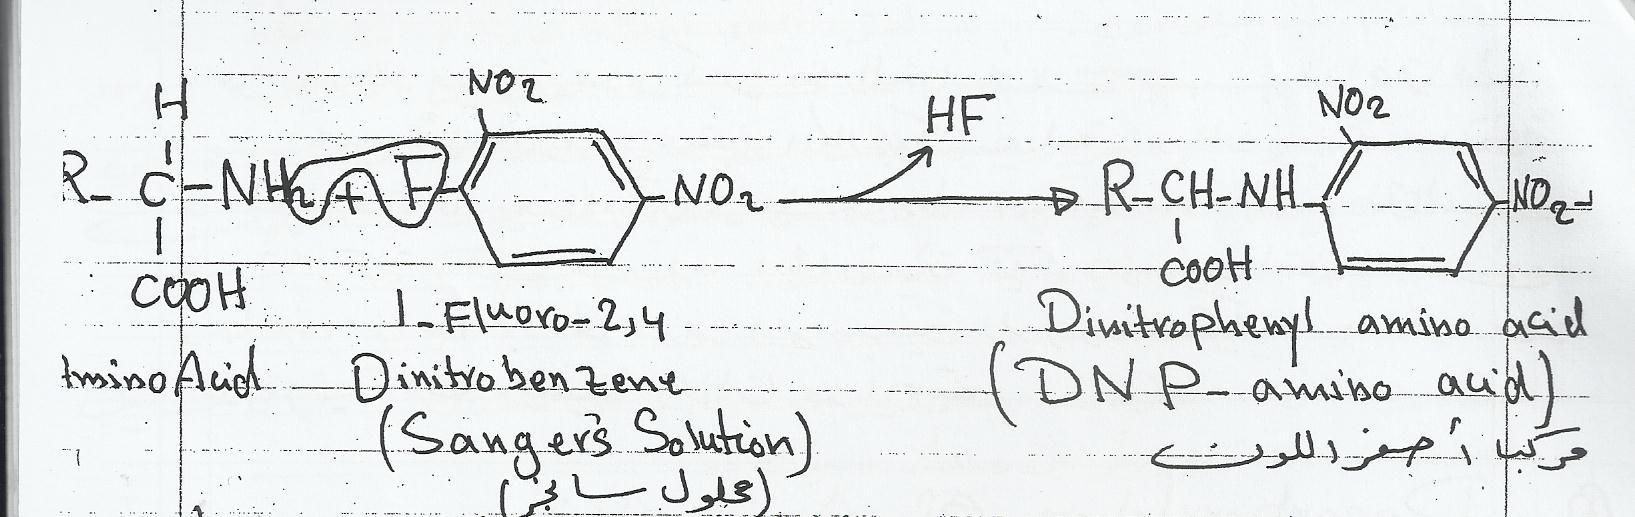 H
NO2
HF
NO2
R- C -NH2 + F -NO2 R-CH-NH -NO2
COOH
COOH
1-Fluoro-2,4
Dinitrophenyl amino acid
Amino Acid Dinitrobenzene
(DNP-amino acid)
(Sanger's Solution)
مركبا أصفر اللون
(محلول سانجر)